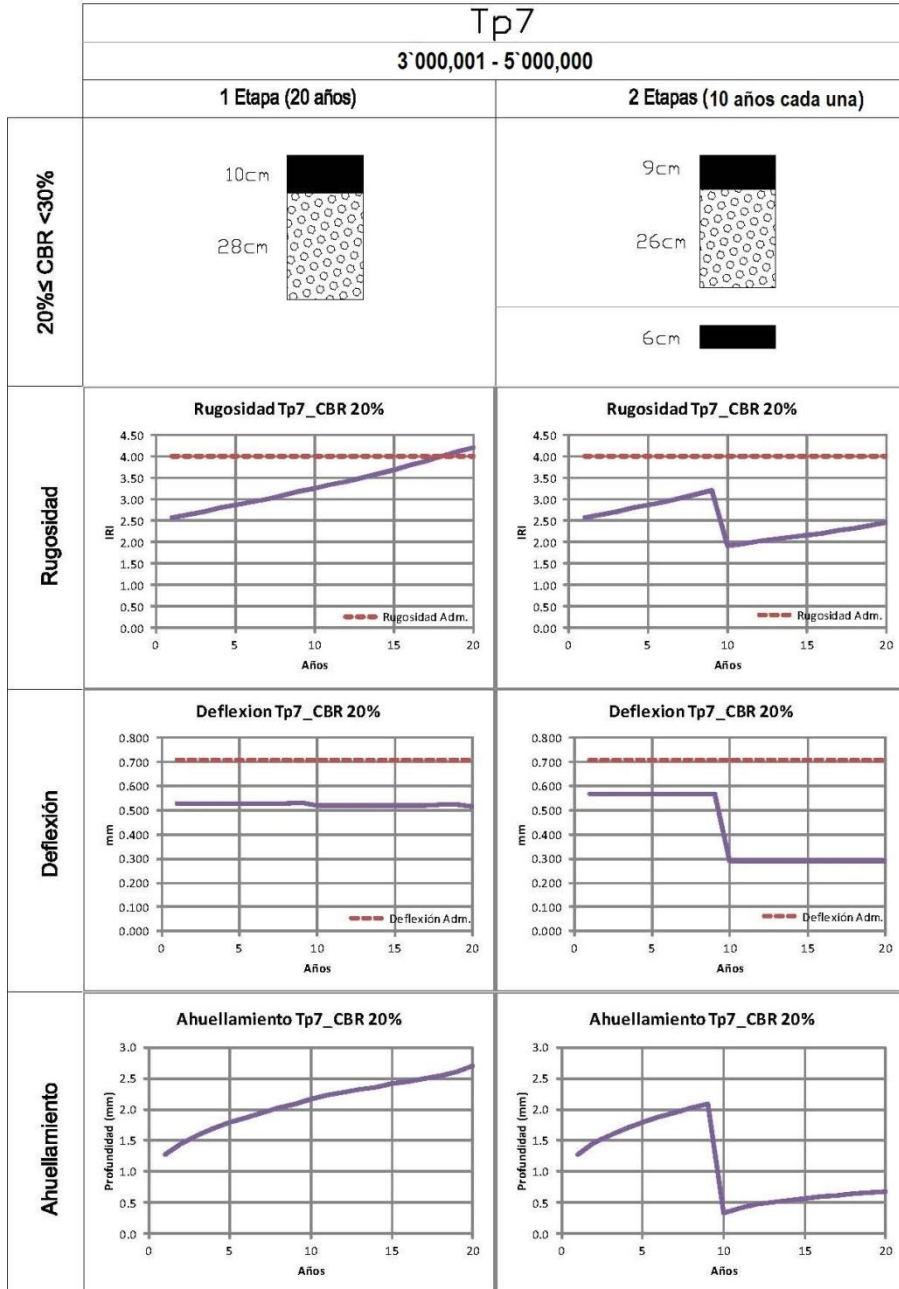 Tp7
3`000,001 - 5`000,000
1 Etapa (20 años)
2 Etapas (10 años cada una)
20%≤ CBR <30%
10cm
28cm
9cm
26cm
6cm
Rugosidad
Rugosidad Tp7_CBR 20%
4.50
4.00
3.50
3.00
2.50
2.00
1.50
1.00
0.50
0.00
IRI
Rugosidad Adm.
0 5 10 15 20
Años
Rugosidad Tp7_CBR 20%
4.50
4.00
3.50
3.00
2.50
2.00
1.50
1.00
0.50
0.00
IRI
Rugosidad Adm.
0 5 10 15 20
Años
Deflexión
Deflexion Tp7_CBR 20%
0.800
0.700
0.600
0.500
0.400
0.300
0.200
0.100
0.000
mm
Deflexión Adm.
0 5 10 15 20
Años
Deflexion Tp7_CBR 20%
0.800
0.700
0.600
0.500
0.400
0.300
0.200
0.100
0.000
mm
Deflexión Adm.
0 5 10 15 20
Años
Ahuellamiento
Ahuellamiento Tp7_CBR 20%
3.0
2.5
2.0
1.5
1.0
0.5
0.0
Profundidad (mm)
0 5 10 15 20
Años
Ahuellamiento Tp7_CBR 20%
3.0
2.5
2.0
1.5
1.0
0.5
0.0
Profundidad (mm)
0 5 10 15 20
Años